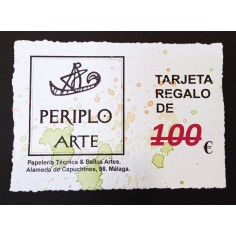 PERIPLO
ARTE
Papelería Técnica & Bellas Artes.
Alameda de Capuchinos, 56. Málaga.
TARJETA
REGALO
DE
100
€